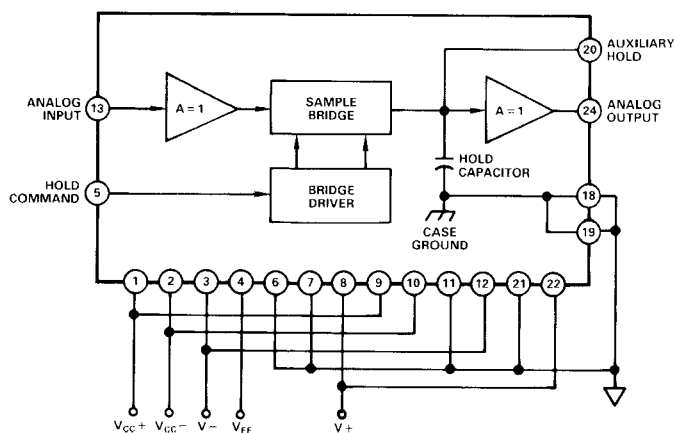 20 AUXILIARY
HOLD
ANALOG
INPUT
13
A = 1
SAMPLE
BRIDGE
A = 1
24 ANALOG
OUTPUT
HOLD
CAPACITOR
HOLD
COMMAND
5
BRIDGE
DRIVER
CASE
GROUND
18
19
1 2 3 4 6 7 8 9 10 11 12 21 22
VCC+ VCC− V− VEE V+